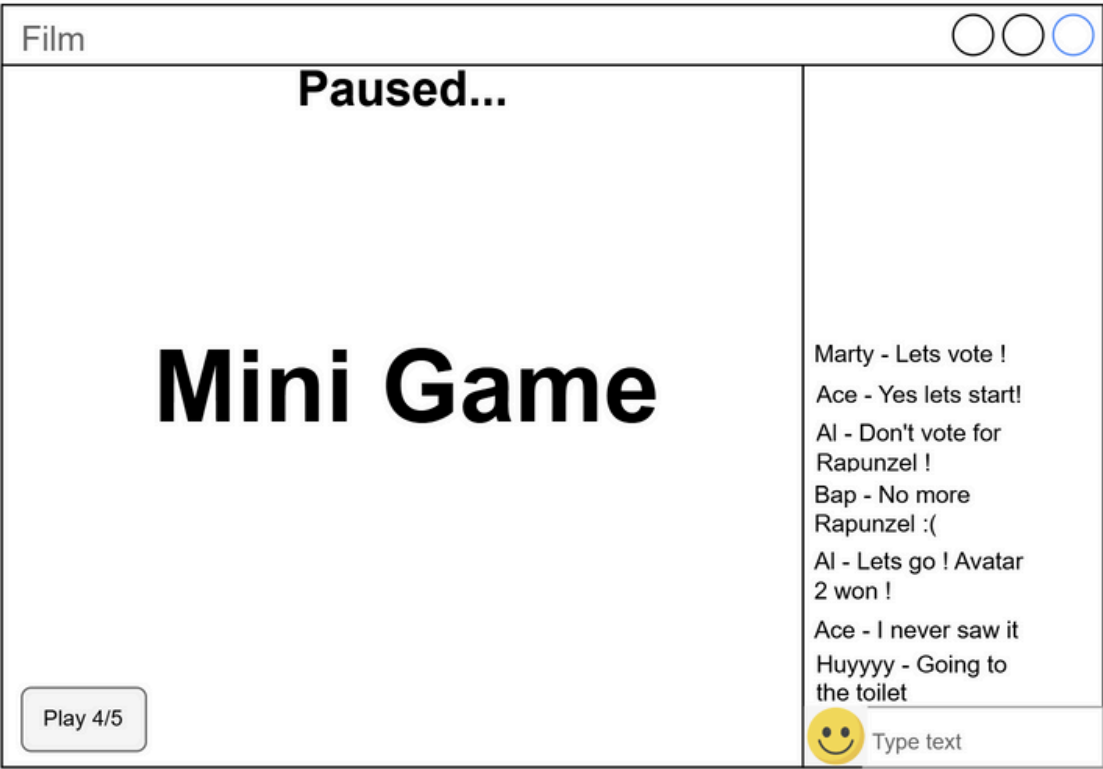 Film
Paused...
Mini Game
Play 4/5
Marty - Lets vote !
Ace - Yes lets start!
Al - Don't vote for
Rapunzel !
Bap - No more
Rapunzel :(
Al - Lets go ! Avatar
2 won !
Ace - I never saw it
Huyyyy - Going to
the toilet
Type text